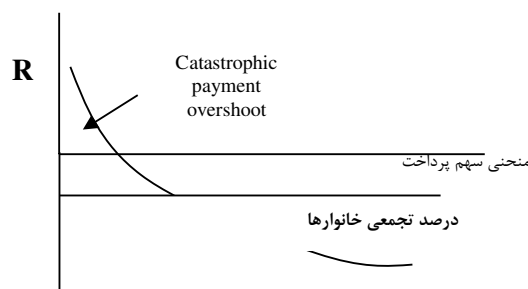 R
Catastrophic
payment
overshoot
منحنی سهم پرداخت
درصد تجمعی خانوارها